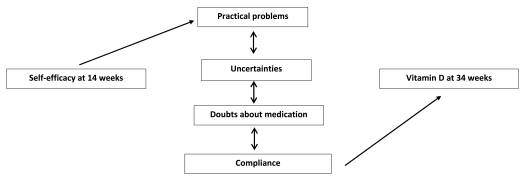 Practical problems
Uncertainties
Self-efficacy at 14 weeks
Vitamin D at 34 weeks
Doubts about medication
Compliance